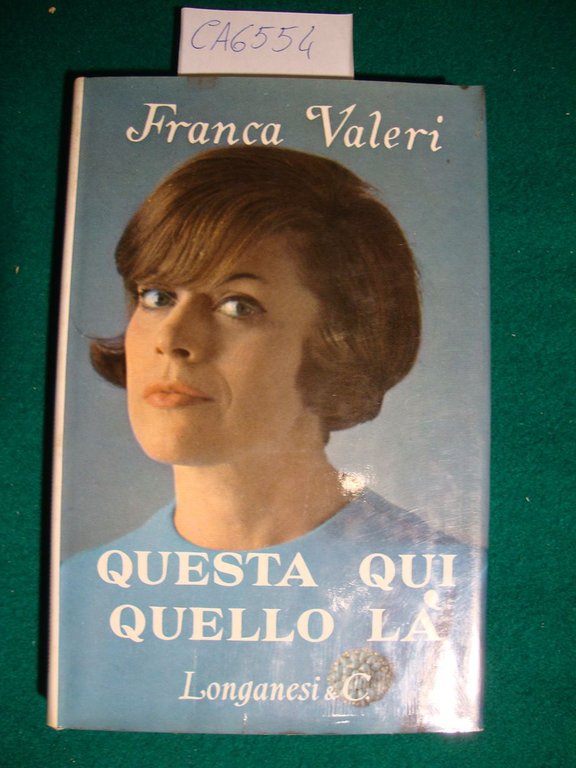 CA6554
Franca Valeri
QUESTA QUI
QUELLO LÀ
Longanesi & C.